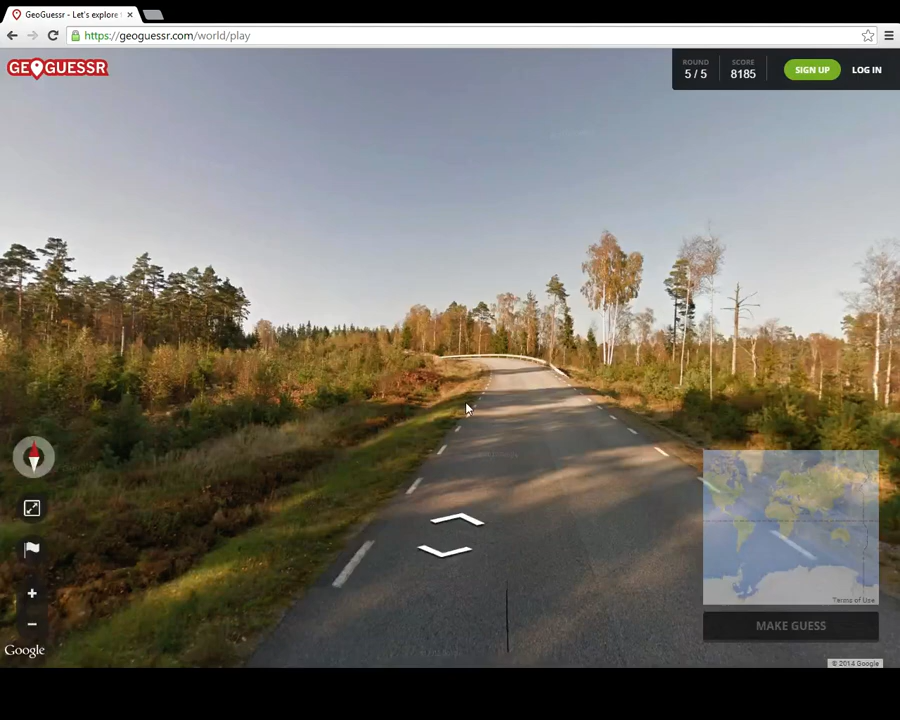 GeoGuessr - Let's explore t
https://geoguessr.com/world/play
GEOGUESSR
ROUND
5 / 5
SCORE
8185
SIGN UP
LOG IN
Terms of Use
MAKE GUESS
Google
© 2014 Google